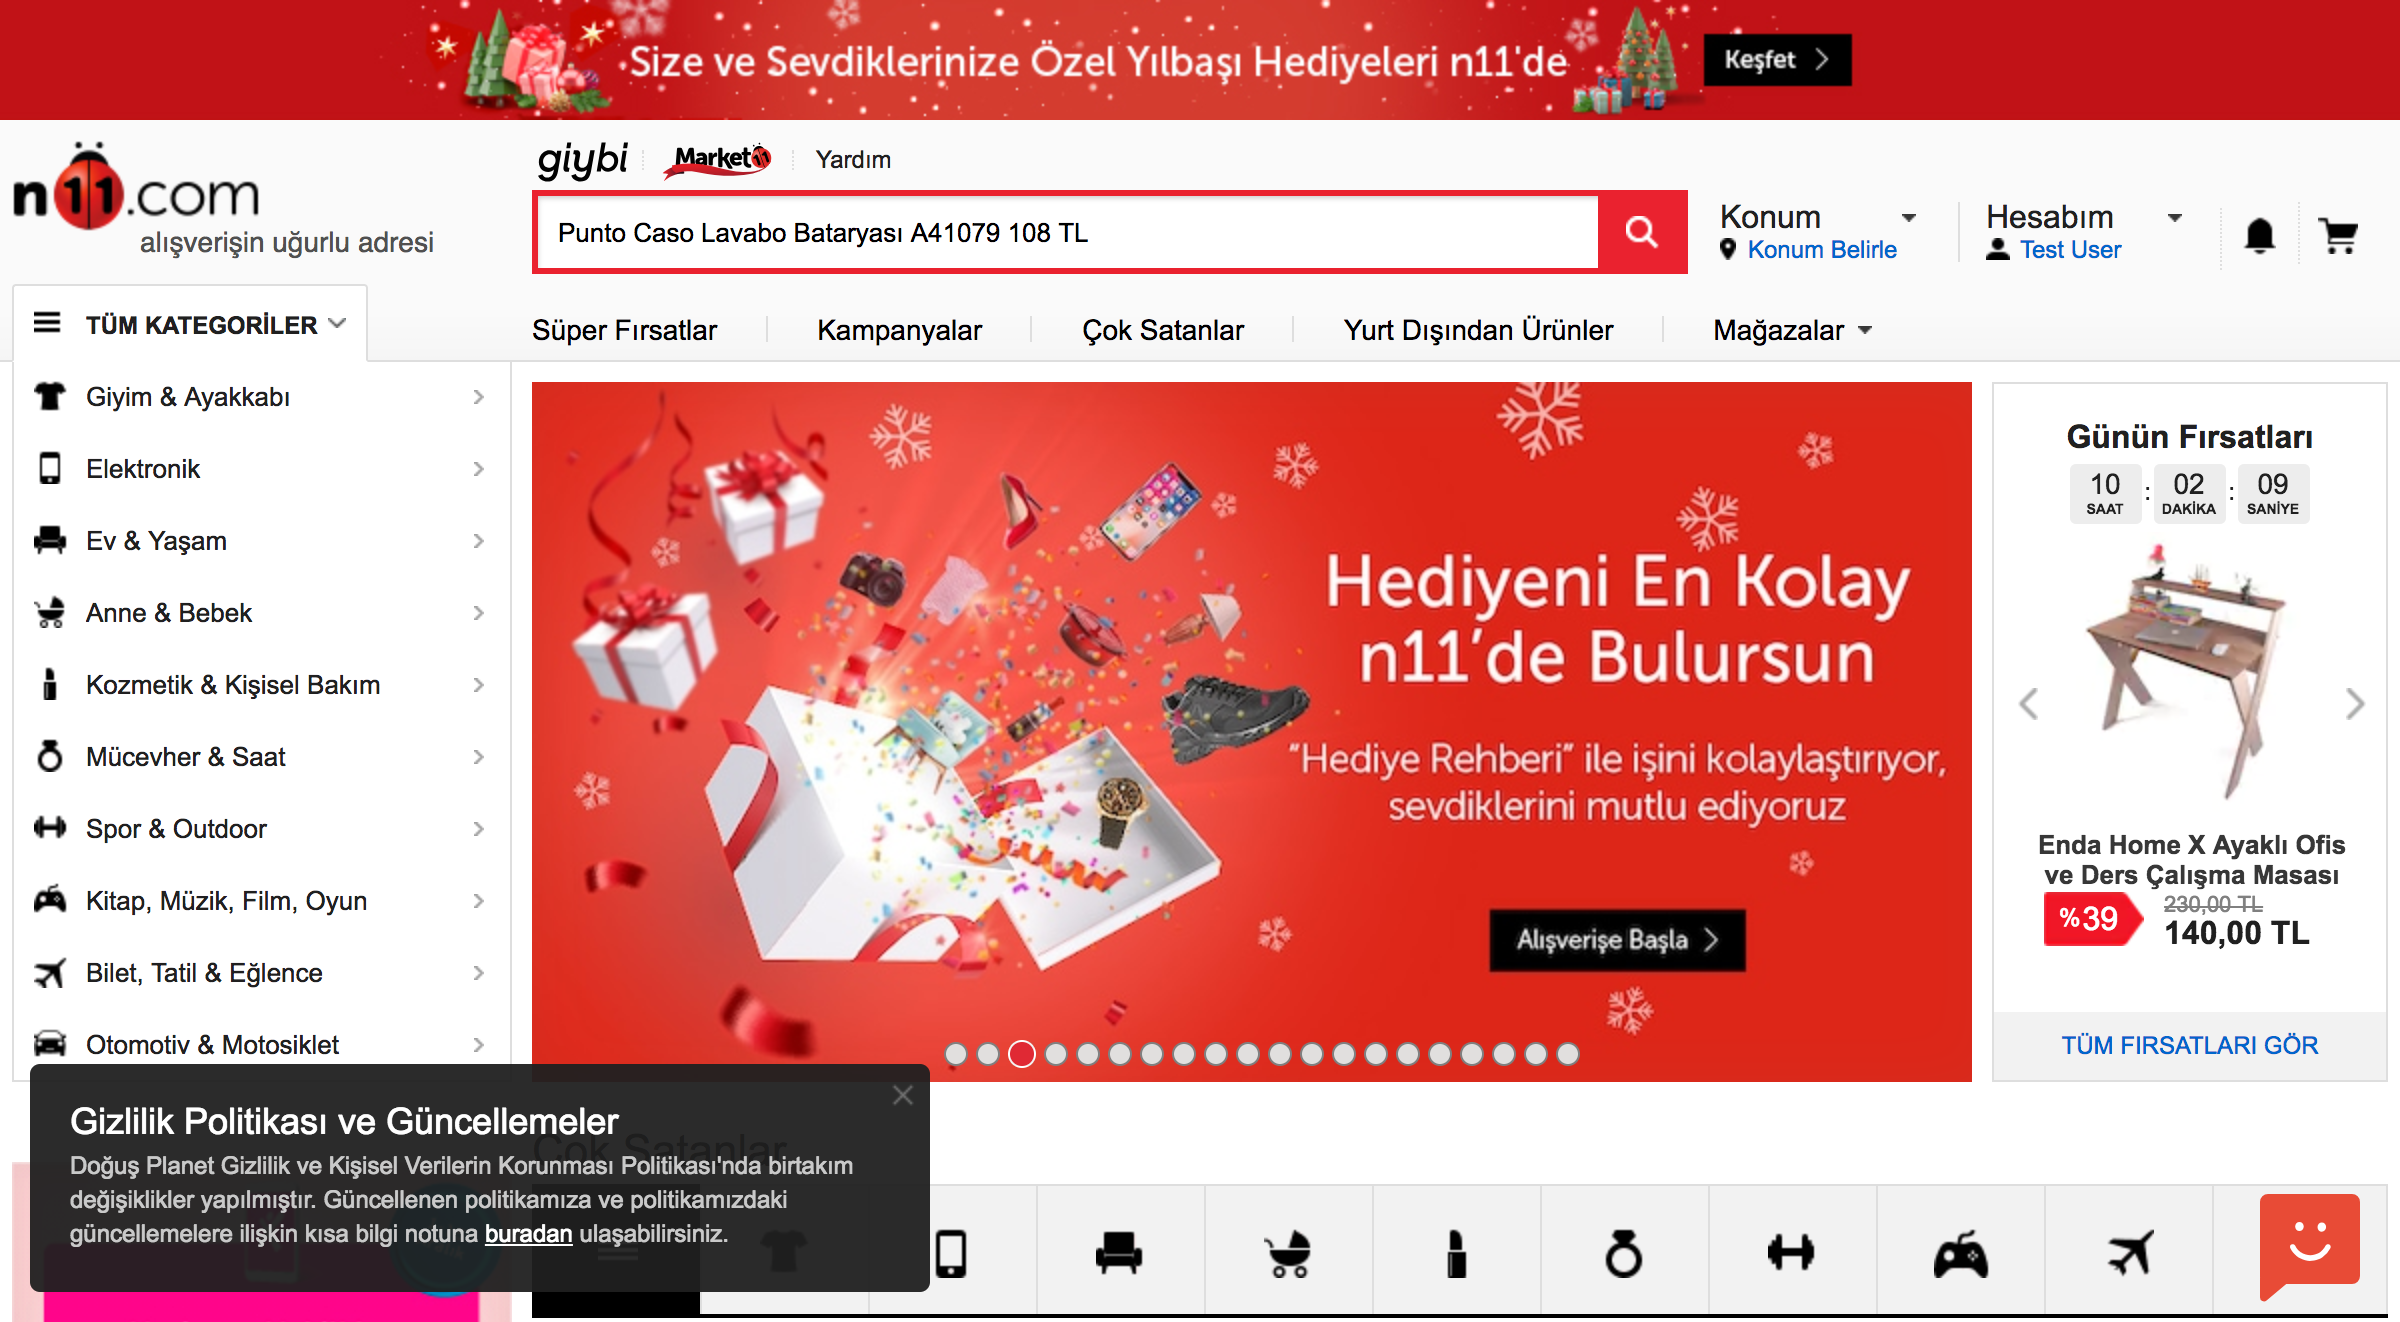 Size ve Sevdiklerinize Özel Yılbaşı Hediyeleri n11'de
Keşfet
n11.com
alışverişin uğurlu adresi
giybi
Market11
Yardım
Punto Caso Lavabo Bataryası A41079 108 TL
Konum
Konum Belirle
Hesabım
Test User
TÜM KATEGORİLER
Süper Fırsatlar
Kampanyalar
Çok Satanlar
Yurt Dışından Ürünler
Mağazalar
Giyim & Ayakkabı
Elektronik
Ev & Yaşam
Anne & Bebek
Kozmetik & Kişisel Bakım
Mücevher & Saat
Spor & Outdoor
Kitap, Müzik, Film, Oyun
Bilet, Tatil & Eğlence
Otomotiv & Motosiklet
Hediyeni En Kolay
n11'de Bulursun
"Hediye Rehberi" ile işini kolaylaştırıyor,
sevdiklerini mutlu ediyoruz
Alışverişe Başla
Günün Fırsatları
10 : 02 : 09
SAAT DAKİKA SANİYE
Enda Home X Ayaklı Ofis
ve Ders Çalışma Masası
%39
230,00 TL
140,00 TL
TÜM FIRSATLARI GÖR
Çok Satanlar
Gizlilik Politikası ve Güncellemeler
Doğuş Planet Gizlilik ve Kişisel Verilerin Korunması Politikası'nda birtakım
değişiklikler yapılmıştır. Güncellenen politikamıza ve politikamızdaki
güncellemelere ilişkin kısa bilgi notuna buradan ulaşabilirsiniz.